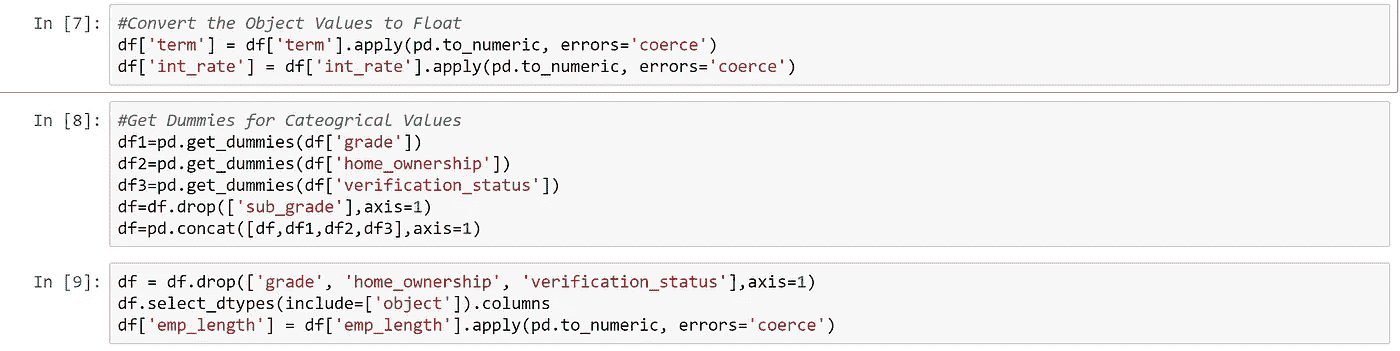 In [7]: #Convert the Object Values to Float
df['term'] = df['term'].apply(pd.to_numeric, errors='coerce')
df['int_rate'] = df['int_rate'].apply(pd.to_numeric, errors='coerce')
In [8]: #Get Dummies for Cateogrical Values
df1=pd.get_dummies(df['grade'])
df2=pd.get_dummies(df['home_ownership'])
df3=pd.get_dummies(df['verification_status'])
df=df.drop(['sub_grade'],axis=1)
df=pd.concat([df,df1,df2,df3],axis=1)
In [9]: df = df.drop(['grade', 'home_ownership', 'verification_status'],axis=1)
df.select_dtypes(include=['object']).columns
df['emp_length'] = df['emp_length'].apply(pd.to_numeric, errors='coerce')